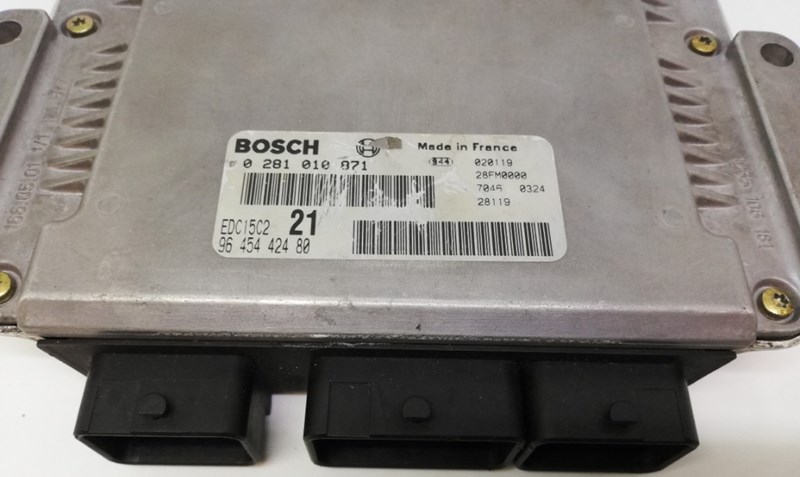 BOSCH Made in France
0 281 010 871 020119
28FM0000
7046 0324
28119
EDC15C2 21
96 454 424 80